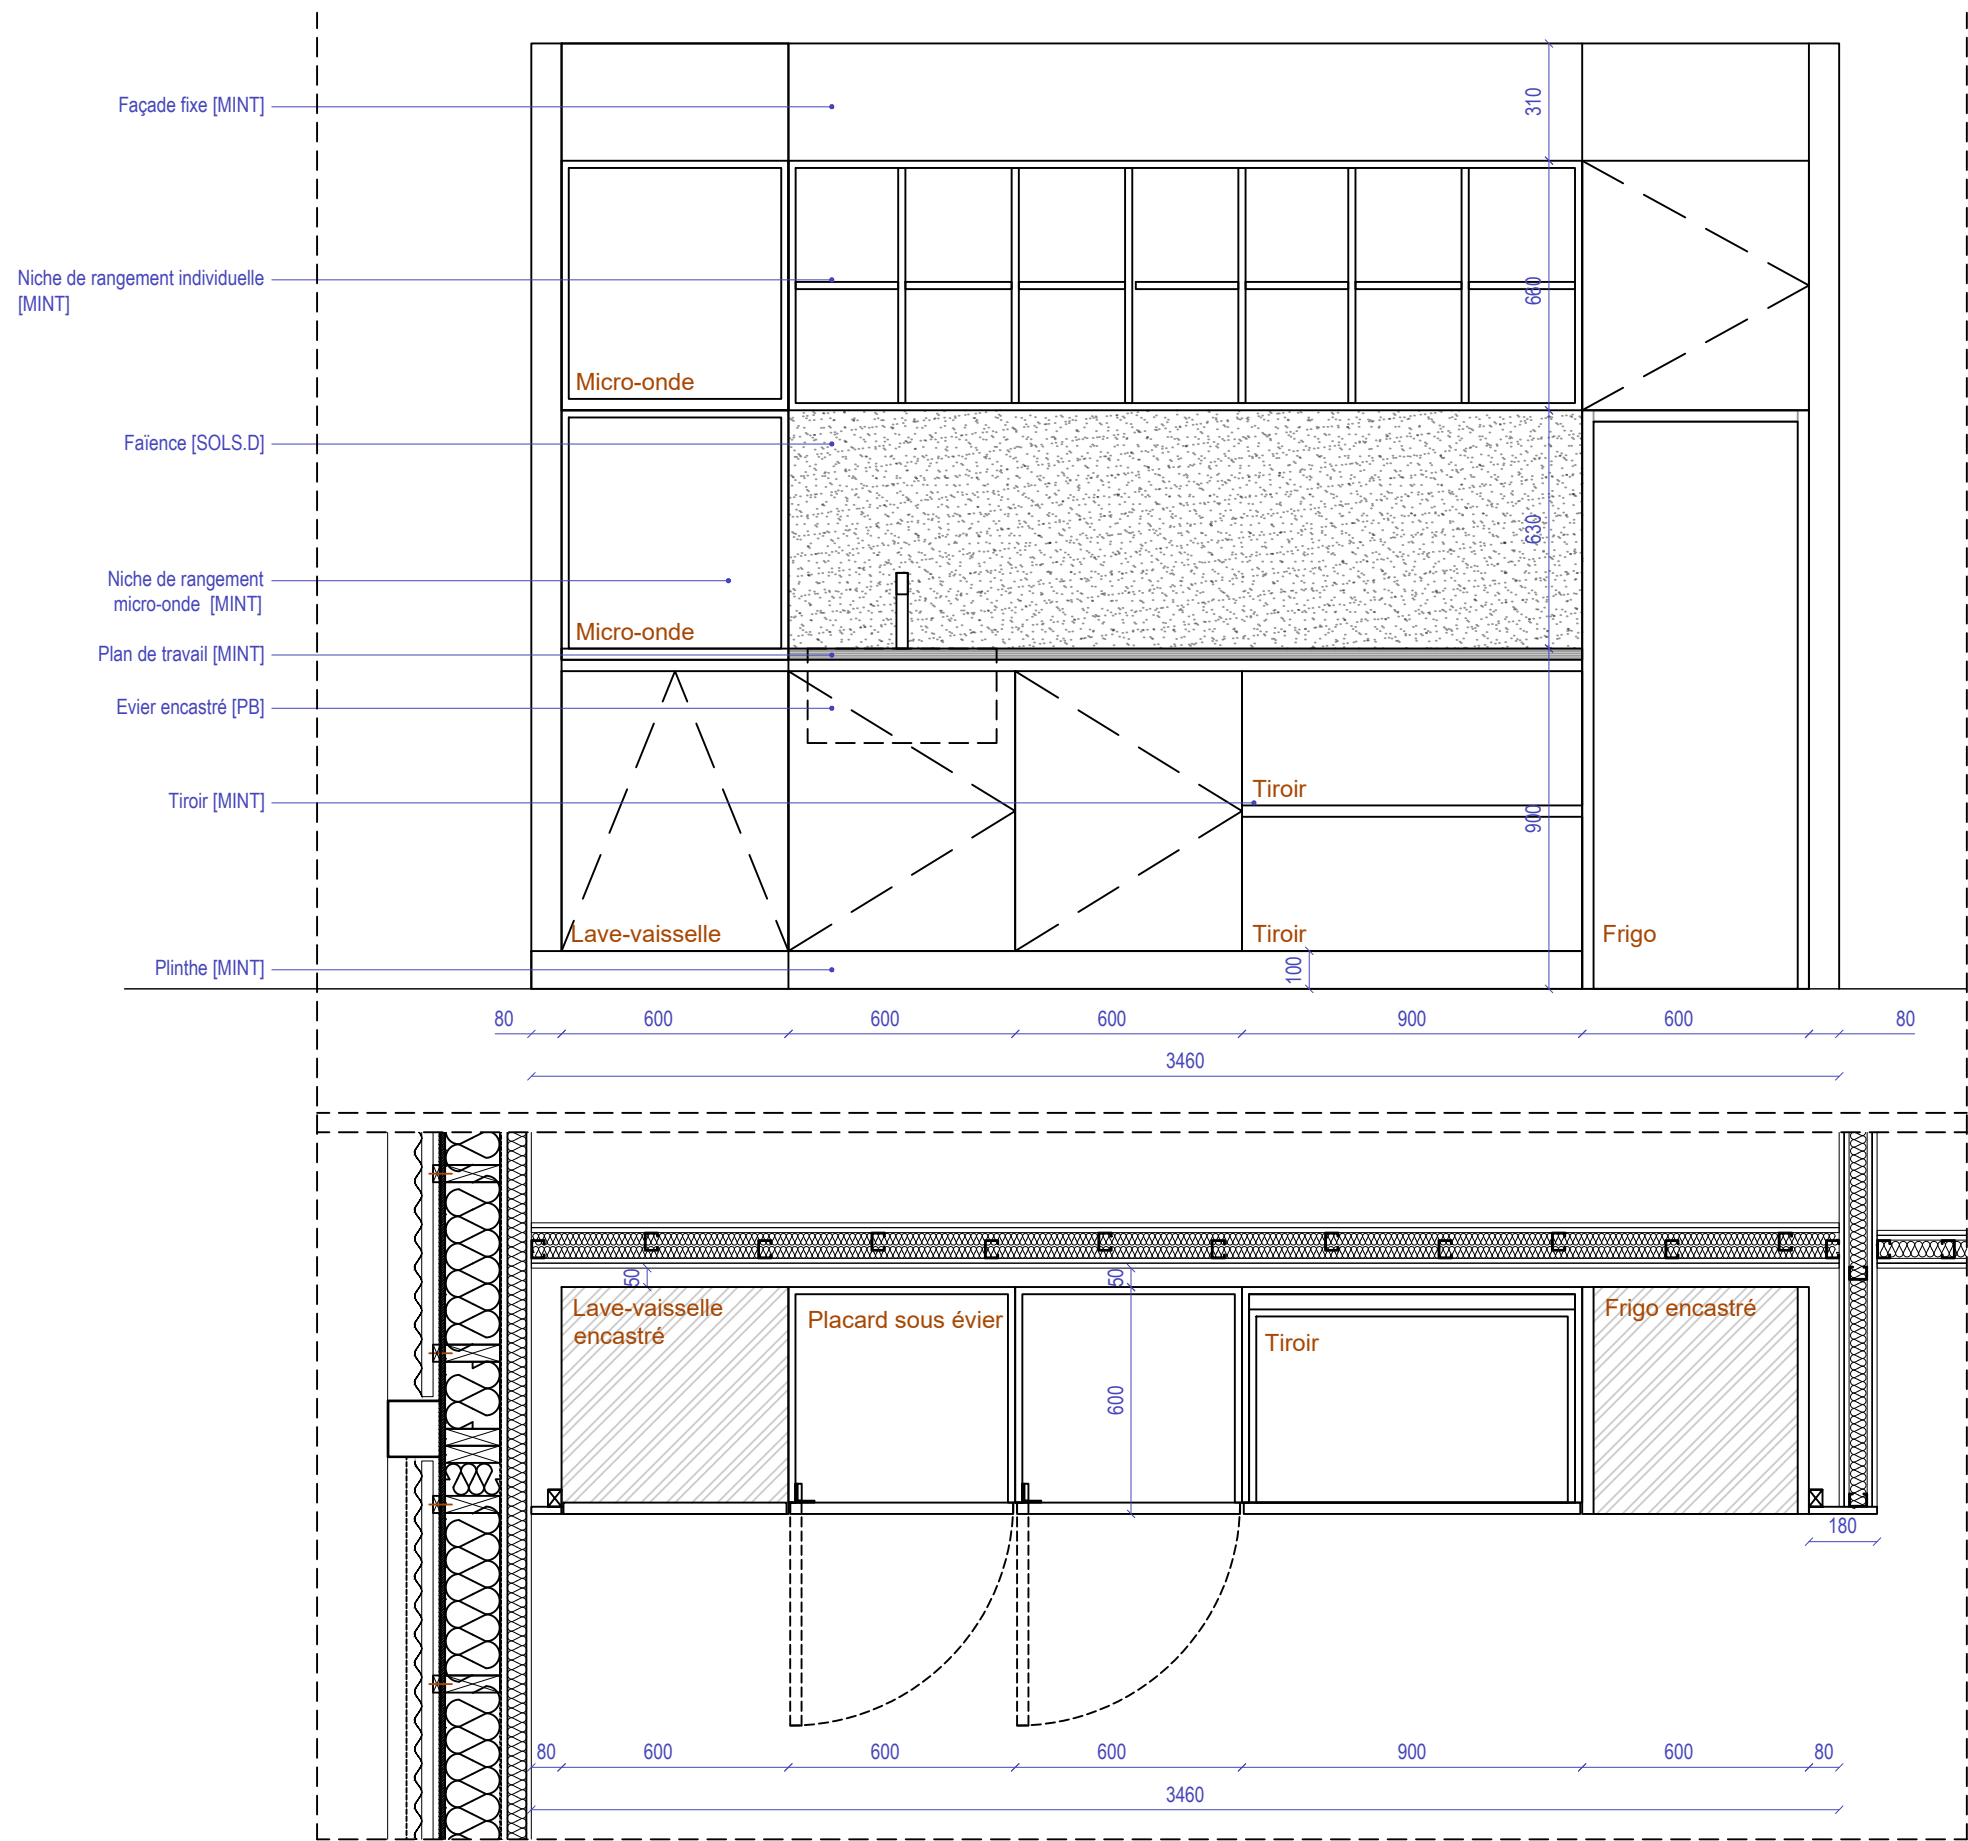 Façade fixe [MINT]
310
Niche de rangement individuelle
[MINT]
660
Micro-onde
Faïence [SOLS.D]
630
Niche de rangement
micro-onde [MINT]
Micro-onde
Plan de travail [MINT]
Evier encastré [PB]
Tiroir [MINT]
Tiroir
900
Lave-vaisselle
Tiroir
Frigo
Plinthe [MINT]
100
80 600 600 600 900 600 80
3460
50 50
Lave-vaisselle
encastré
Placard sous évier
Tiroir
Frigo encastré
600
180
80 600 600 600 900 600 80
3460